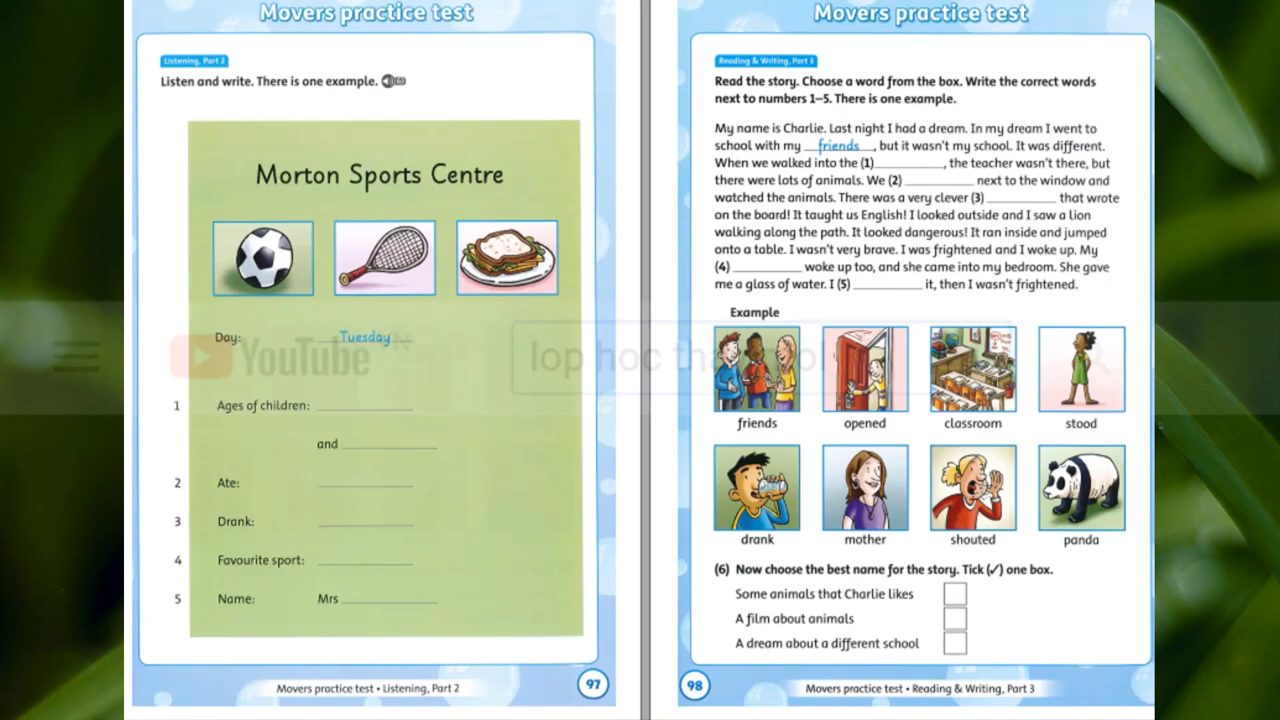 Movers practice test
Listening, Part 2
Listen and write. There is one example.
Morton Sports Centre
Day: Tuesday
1 Ages of children:
and
2 Ate:
3 Drank:
4 Favourite sport:
5 Name: Mrs
Movers practice test • Listening, Part 2
97
Movers practice test
Reading & Writing, Part 3
Read the story. Choose a word from the box. Write the correct words
next to numbers 1–5. There is one example.
My name is Charlie. Last night I had a dream. In my dream I went to
school with my friends, but it wasn't my school. It was different.
When we walked into the (1)__________, the teacher wasn't there, but
there were lots of animals. We (2)__________ next to the window and
watched the animals. There was a very clever (3)__________ that wrote
on the board! It taught us English! I looked outside and I saw a lion
walking along the path. It looked dangerous! It ran inside and jumped
onto a table. I wasn't very brave. I was frightened and I woke up. My
(4)__________ woke up too, and she came into my bedroom. She gave
me a glass of water. I (5)__________ it, then I wasn't frightened.
Example
friends opened classroom stood
drank mother shouted panda
(6) Now choose the best name for the story. Tick (✓) one box.
Some animals that Charlie likes
A film about animals
A dream about a different school
98
Movers practice test • Reading & Writing, Part 3
YouTube VN
lop hoc tha